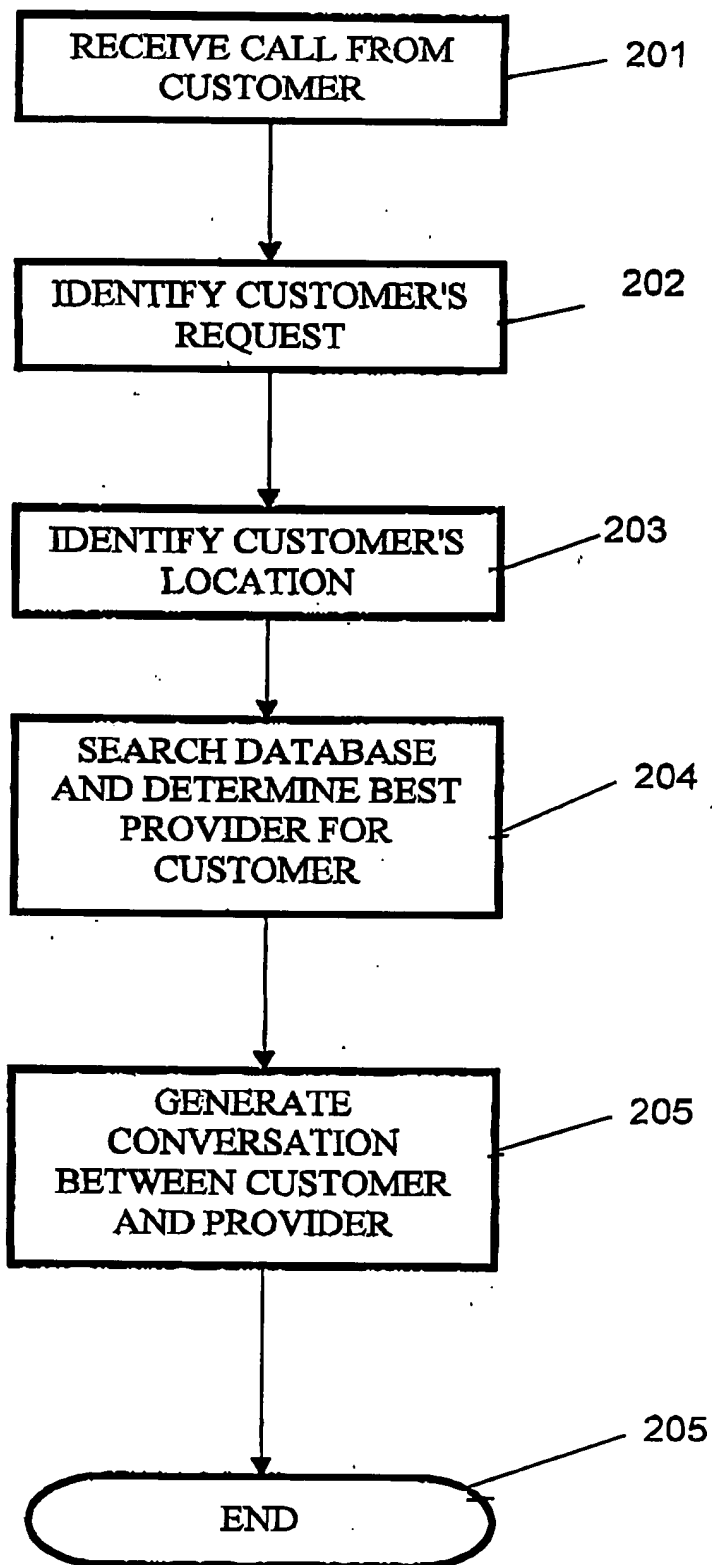 RECEIVE CALL FROM
CUSTOMER
201
IDENTIFY CUSTOMER'S
REQUEST
202
IDENTIFY CUSTOMER'S
LOCATION
203
SEARCH DATABASE
AND DETERMINE BEST
PROVIDER FOR
CUSTOMER
204
GENERATE
CONVERSATION
BETWEEN CUSTOMER
AND PROVIDER
205
END
205